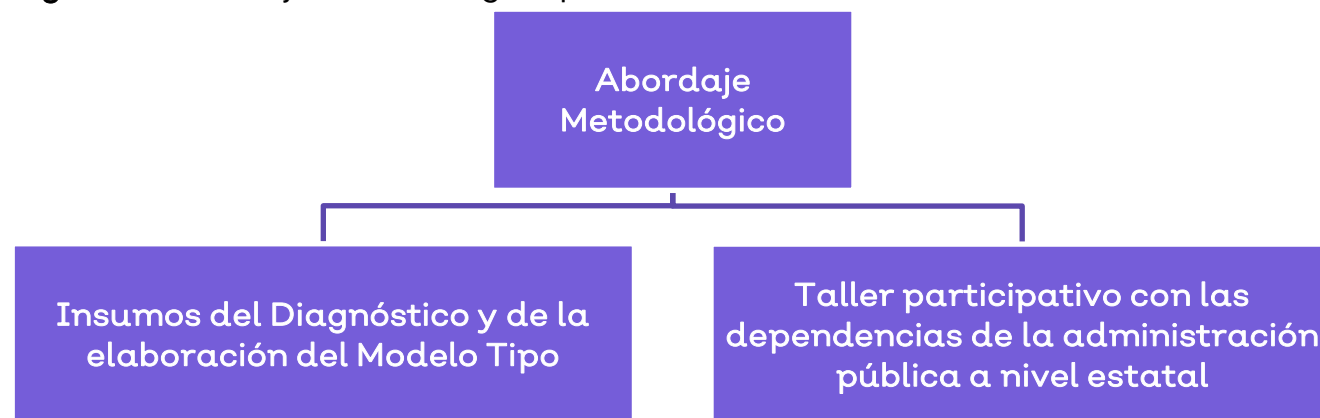 Abordaje
Metodológico
Insumos del Diagnóstico y de la
elaboración del Modelo Tipo
Taller participativo con las
dependencias de la administración
pública a nivel estatal